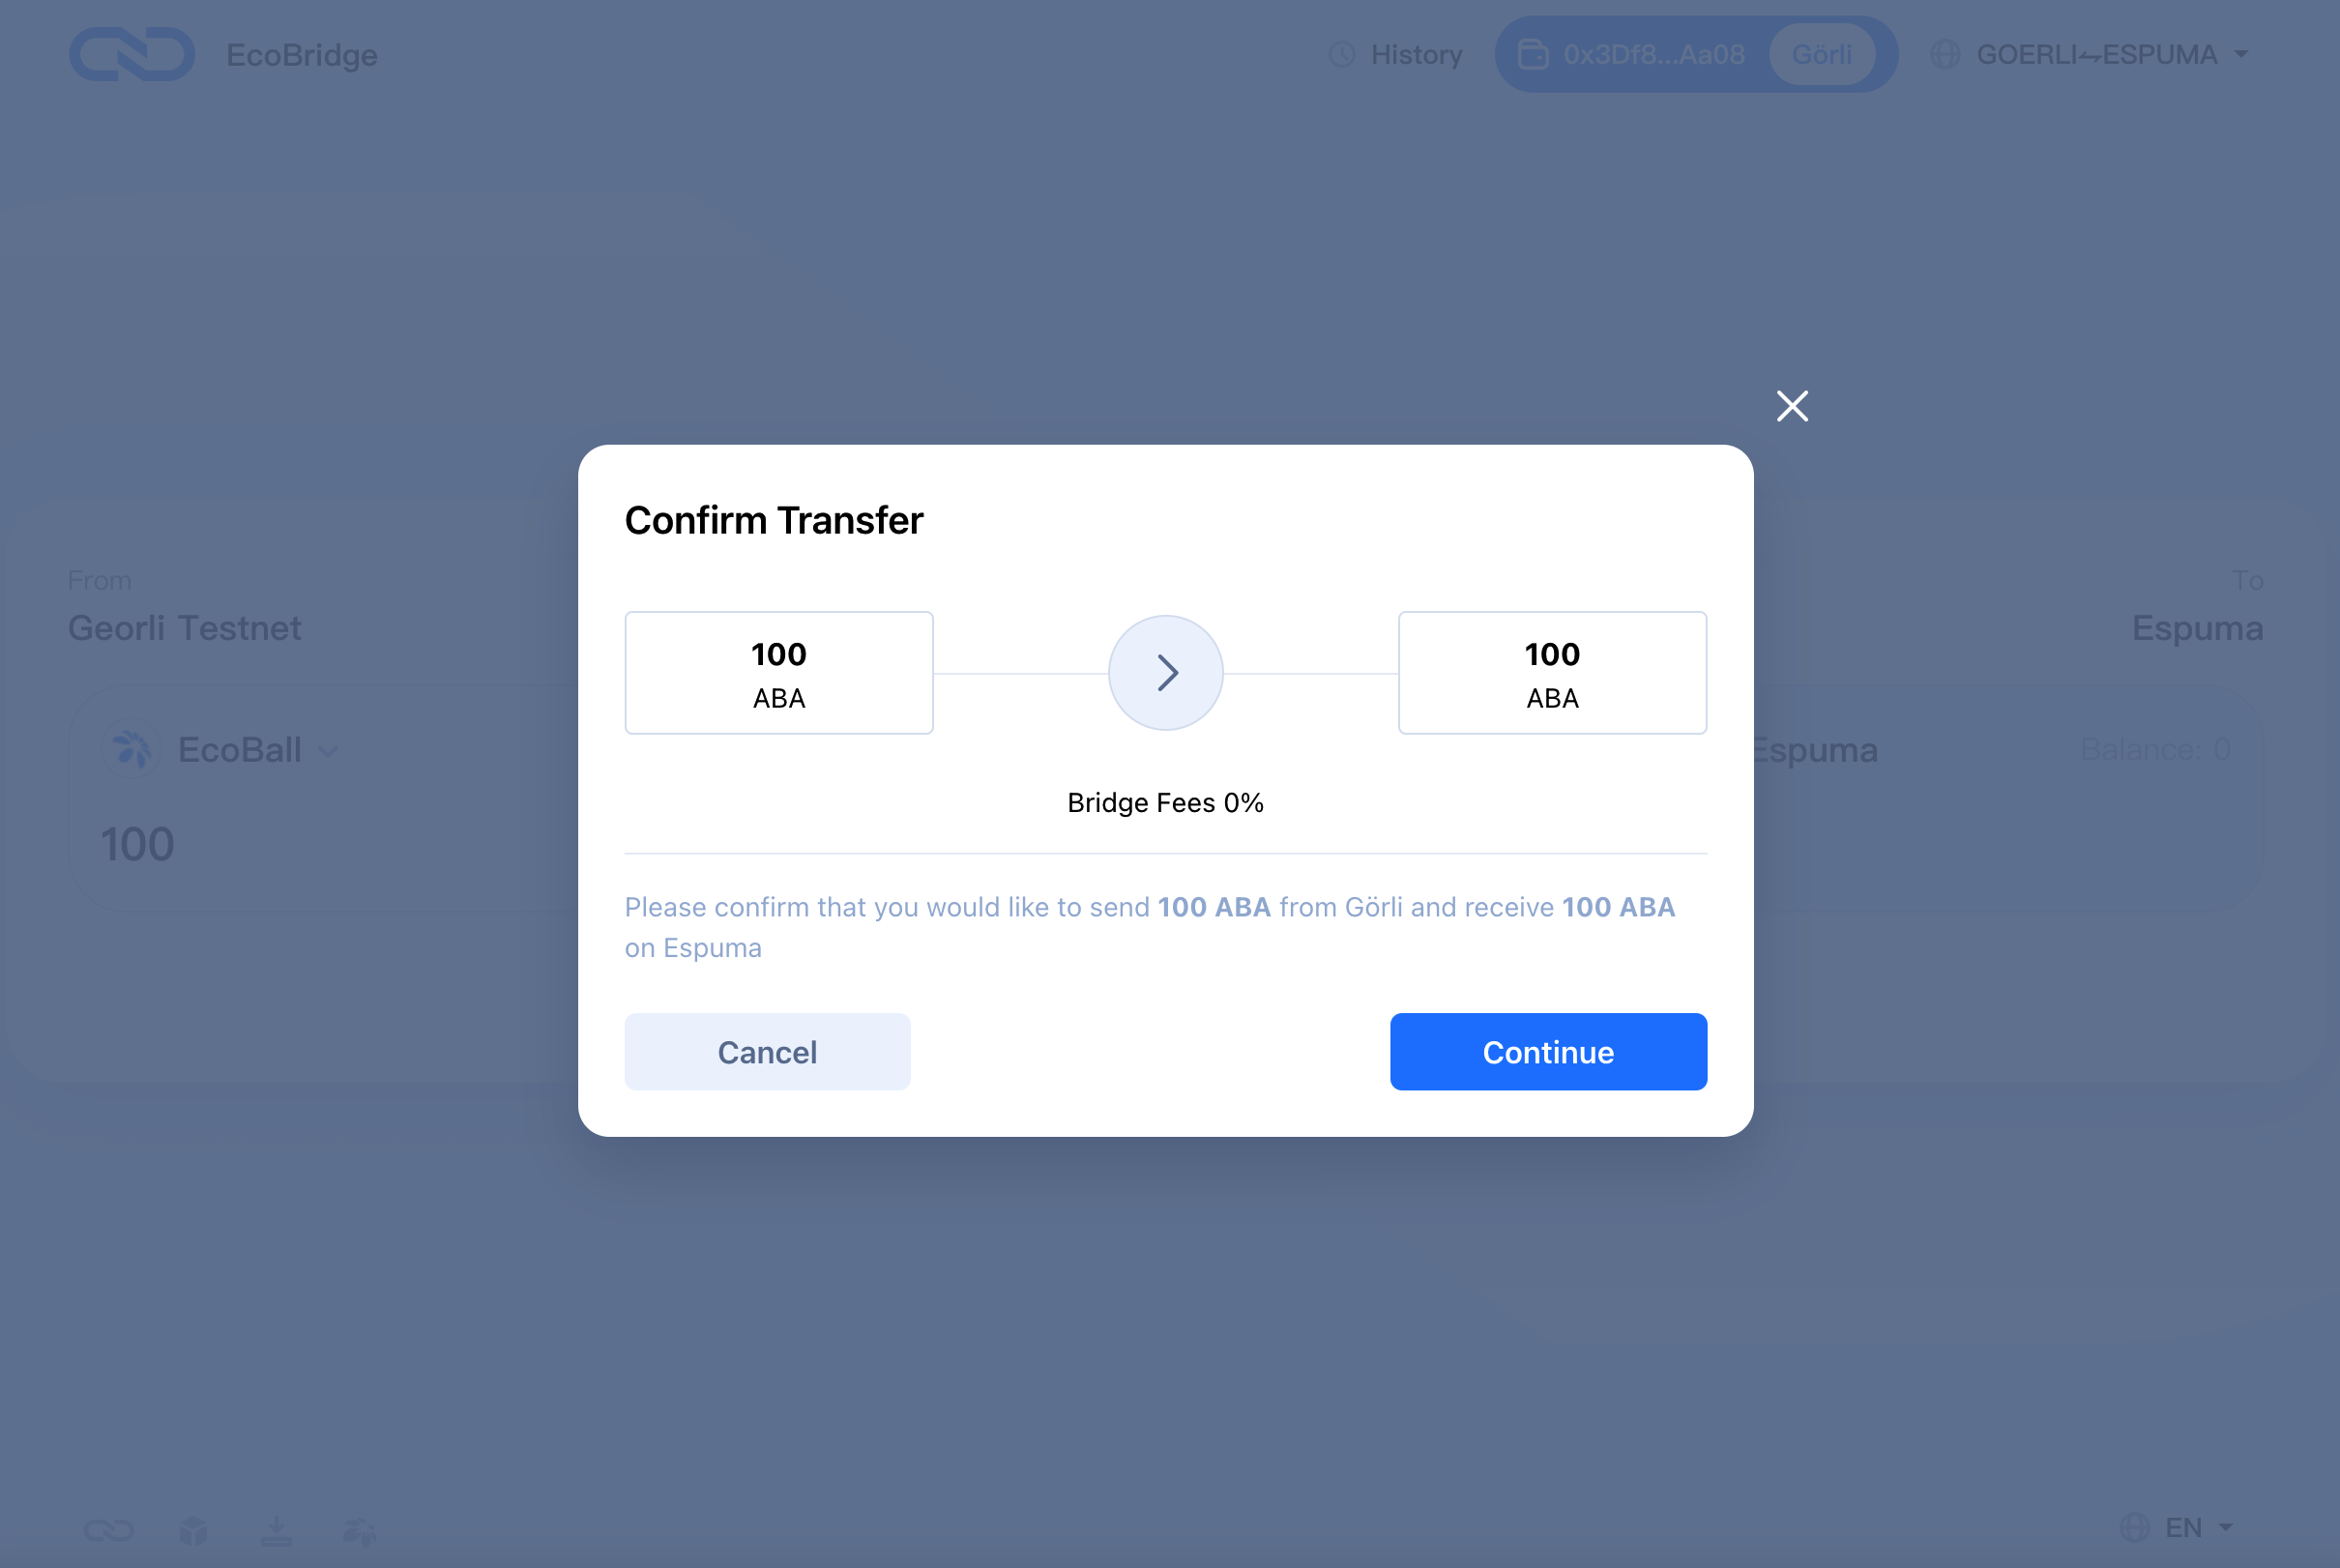 EcoBridge
History
0x3Df8...Aa08
Görli
GOERLI⇌ESPUMA
Confirm Transfer
From
To
Georli Testnet
Espuma
100
ABA
100
ABA
EcoBall
Espuma
Balance: 0
Bridge Fees 0%
100
Please confirm that you would like to send 100 ABA from Görli and receive 100 ABA
on Espuma
Cancel
Continue
EN